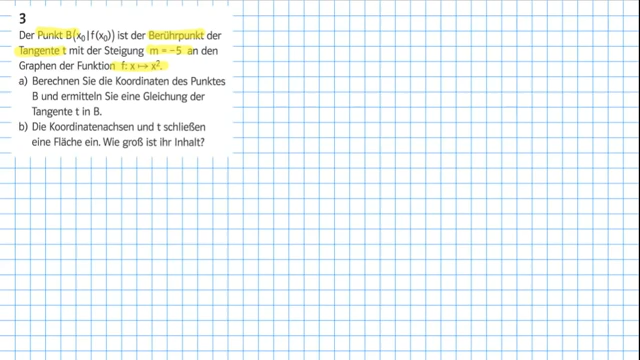 3
Der Punkt B(x₀|f(x₀)) ist der Berührpunkt der
Tangente t mit der Steigung m = −5 an den
Graphen der Funktion f: x ↦ x².
a) Berechnen Sie die Koordinaten des Punktes
B und ermitteln Sie eine Gleichung der
Tangente t in B.
b) Die Koordinatenachsen und t schließen
eine Fläche ein. Wie groß ist ihr Inhalt?